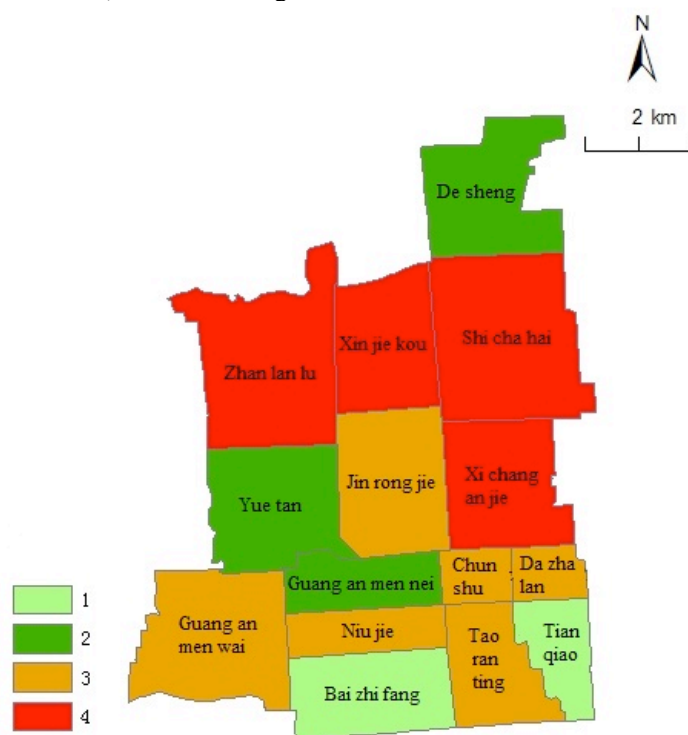 N
2 km
De sheng
Xin jie kou
Shi cha hai
Zhan lan lu
Jin rong jie
Xi chang
an jie
Yue tan
Chun
shu
Da zha
lan
Guang an men nei
Guang an
men wai
Niu jie
Tao
ran
ting
Tian
qiao
Bai zhi fang
1
2
3
4